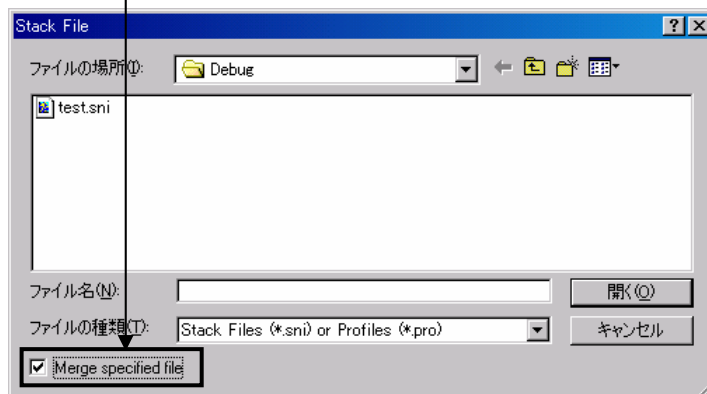 Stack File
ファイルの場所(I):
Debug
test.sni
ファイル名(N):
開く(O)
ファイルの種類(T):
Stack Files (*.sni) or Profiles (*.pro)
キャンセル
Merge specified file